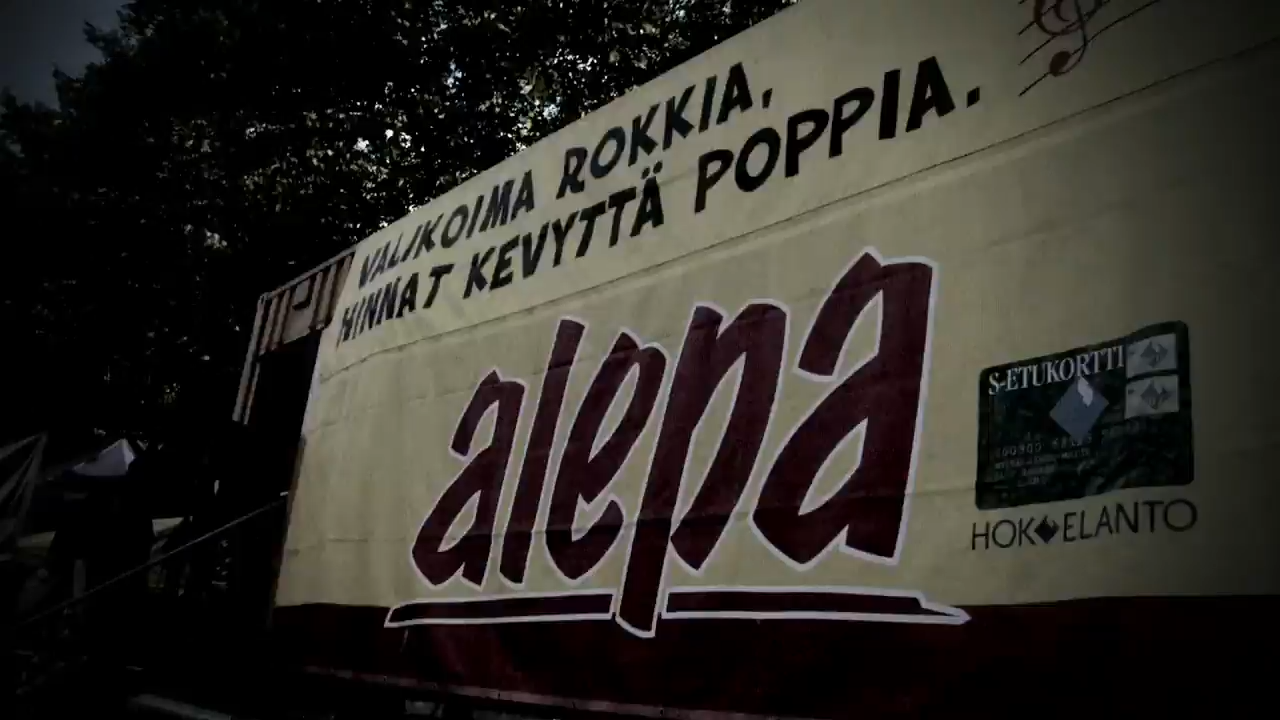 VALIKOIMA ROKKIA,
HINNAT KEVYTTÄ POPPIA.
alepa
S-ETUKORTTI
HOK ELANTO